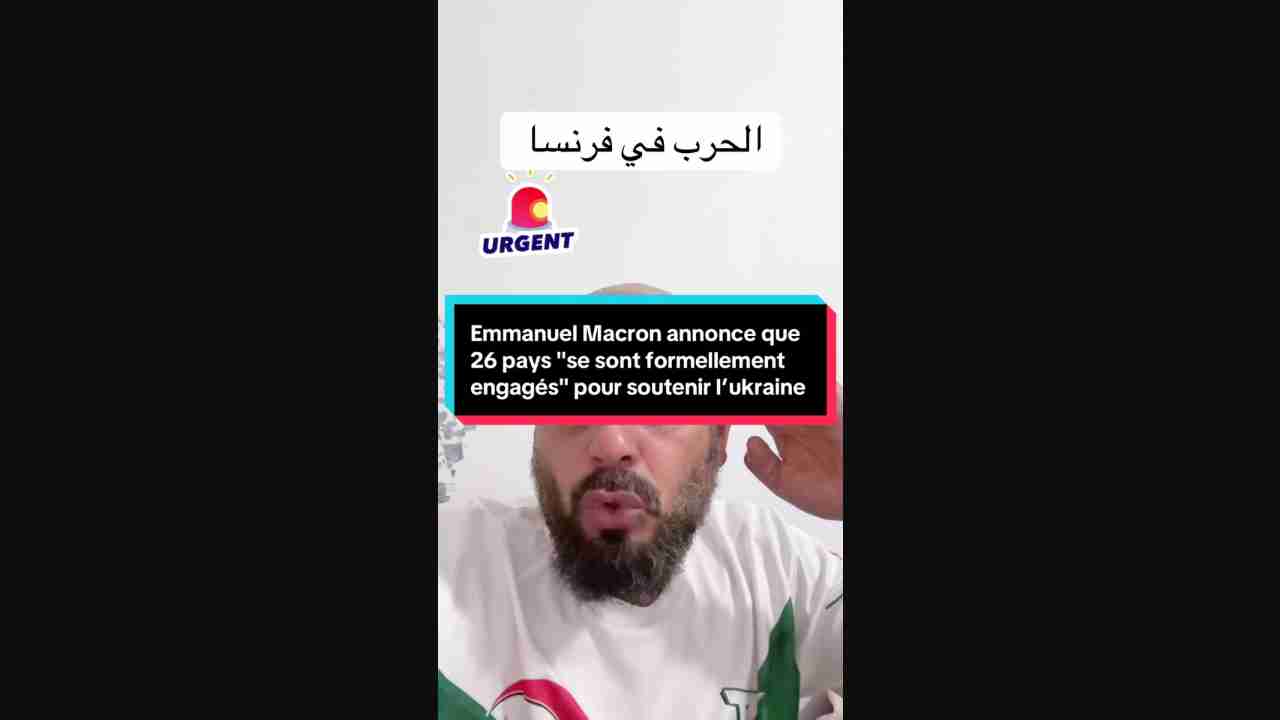 الحرب في فرنسا
URGENT
Emmanuel Macron annonce que
26 pays "se sont formellement
engagés" pour soutenir l’ukraine